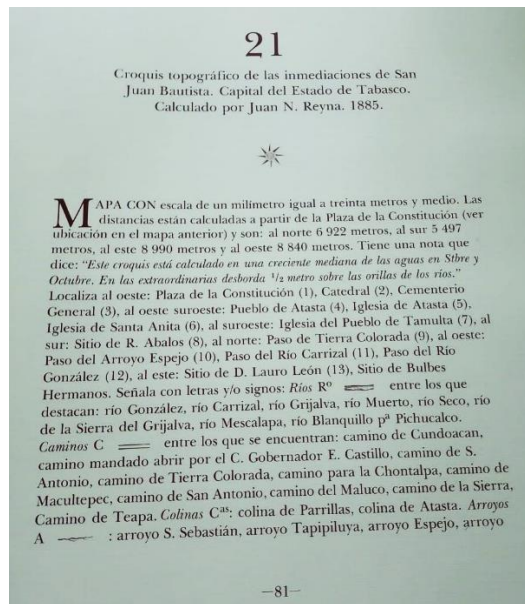 21
Croquis topográfico de las inmediaciones de San
Juan Bautista. Capital del Estado de Tabasco.
Calculado por Juan N. Reyna. 1885.
MAPA CON escala de un milímetro igual a treinta metros y medio. Las
distancias están calculadas a partir de la Plaza de la Constitución (ver
ubicación en el mapa anterior) y son: al norte 6 922 metros, al sur 5 497
metros, al este 8 990 metros y al oeste 8 840 metros. Tiene una nota que
dice: “Este croquis está calculado en una creciente mediana de las aguas en Stbre y
Octubre. En las extraordinarias desborda ½ metro sobre las orillas de los ríos.”
Localiza al oeste: Plaza de la Constitución (1), Catedral (2), Cementerio
General (3), al oeste suroeste: Pueblo de Atasta (4), Iglesia de Atasta (5),
Iglesia de Santa Anita (6), al suroeste: Iglesia del Pueblo de Tamulta (7), al
sur: Sitio de R. Abalos (8), al norte: Paso de Tierra Colorada (9), al oeste:
Paso del Arroyo Espejo (10), Paso del Río Carrizal (11), Paso del Río
González (12), al este: Sitio de D. Lauro León (13), Sitio de Bulbes
Hermanos. Señala con letras y/o signos: Ríos Rº entre los que
destacan: río González, río Carrizal, río Grijalva, río Muerto, río Seco, río
de la Sierra del Grijalva, río Mescalapa, río Blanquillo pª Pichucalco.
Caminos C entre los que se encuentran: camino de Cundoacan,
camino mandado abrir por el C. Gobernador E. Castillo, camino de S.
Antonio, camino de Tierra Colorada, camino para la Chontalpa, camino de
Macultepec, camino de San Antonio, camino del Maluco, camino de la Sierra,
Camino de Teapa. Colinas Cas: colina de Parrillas, colina de Atasta. Arroyos
A : arroyo S. Sebastián, arroyo Tapipiluya, arroyo Espejo, arroyo
—81—